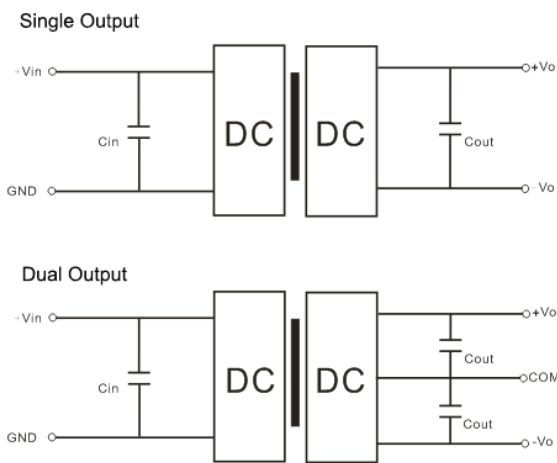 Single Output
+Vin
+Vo
Cin
DC
DC
Cout
GND
-Vo
Dual Output
+Vin
+Vo
Cout
Cin
DC
DC
COM
Cout
GND
-Vo